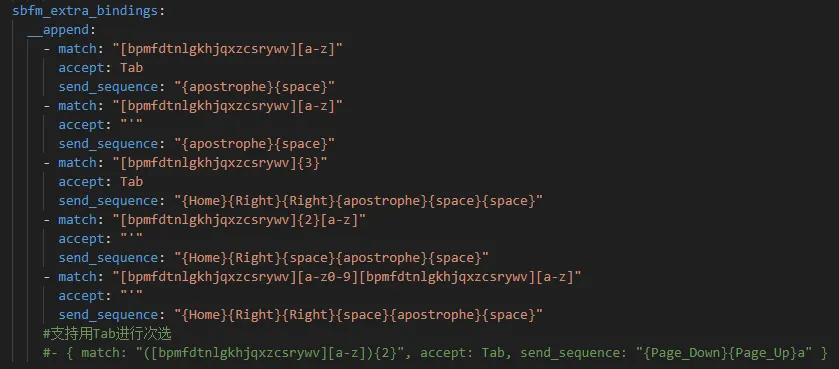 sbfm_extra_bindings:
  __append:
    - match: "[bpmfdtnlgkhjqxzcsrywv][a-z]"
      accept: Tab
      send_sequence: "{apostrophe}{space}"
    - match: "[bpmfdtnlgkhjqxzcsrywv][a-z]"
      accept: "'"
      send_sequence: "{apostrophe}{space}"
    - match: "[bpmfdtnlgkhjqxzcsrywv]{3}"
      accept: Tab
      send_sequence: "{Home}{Right}{Right}{apostrophe}{space}{space}"
    - match: "[bpmfdtnlgkhjqxzcsrywv]{2}[a-z]"
      accept: "'"
      send_sequence: "{Home}{Right}{space}{apostrophe}{space}"
    - match: "[bpmfdtnlgkhjqxzcsrywv][a-z0-9][bpmfdtnlgkhjqxzcsrywv][a-z]"
      accept: "'"
      send_sequence: "{Home}{Right}{Right}{space}{apostrophe}{space}"
    #支持用Tab进行次选
    #- { match: "([bpmfdtnlgkhjqxzcsrywv][a-z]){2}", accept: Tab, send_sequence: "{Page_Down}{Page_Up}a" }